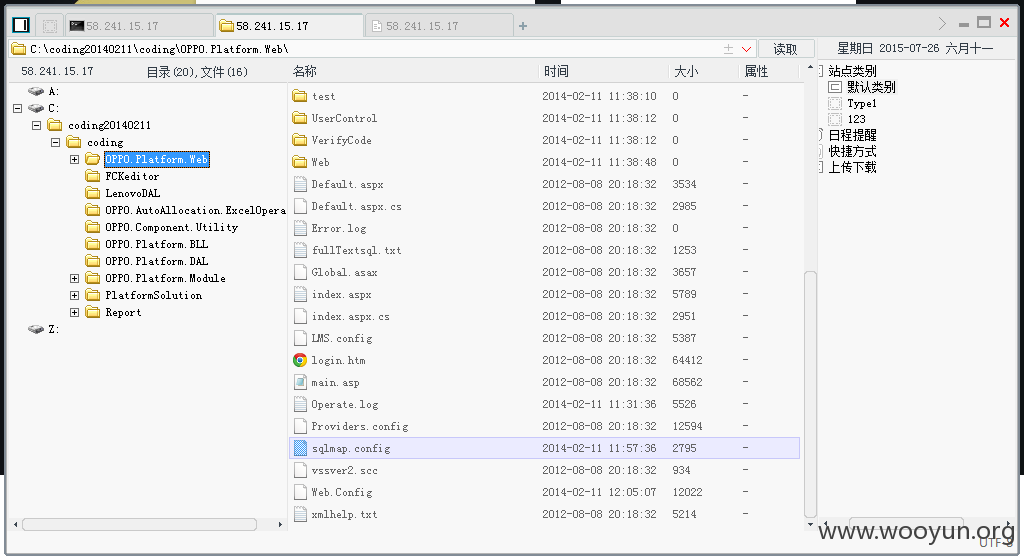 58.241.15.17 58.241.15.17 58.241.15.17 +
C:\coding20140211\coding\OPPO.Platform.Web\ 读取 星期日 2015-07-26 六月十一
58.241.15.17 目录(20),文件(16) 名称 时间 大小 属性
A:
C:
coding20140211
coding
OPPO.Platform.Web
FCKeditor
LenovoDAL
OPPO.AutoAllocation.ExcelOpera
OPPO.Component.Utility
OPPO.Platform.BLL
OPPO.Platform.DAL
OPPO.Platform.Module
PlatformSolution
Report
Z:
test 2014-02-11 11:38:10 0 -
UserControl 2014-02-11 11:38:12 0 -
VerifyCode 2014-02-11 11:38:12 0 -
Web 2014-02-11 11:38:48 0 -
Default.aspx 2012-08-08 20:18:32 3534 -
Default.aspx.cs 2012-08-08 20:18:32 2985 -
Error.log 2012-08-08 20:18:32 0 -
fullTextsql.txt 2012-08-08 20:18:32 1253 -
Global.asax 2012-08-08 20:18:32 3657 -
index.aspx 2012-08-08 20:18:32 5789 -
index.aspx.cs 2012-08-08 20:18:32 2951 -
LMS.config 2012-08-08 20:18:32 5387 -
login.htm 2012-08-08 20:18:32 64412 -
main.asp 2012-08-08 20:18:32 68562 -
Operate.log 2014-02-11 11:31:36 5526 -
Providers.config 2012-08-08 20:18:32 12594 -
sqlmap.config 2014-02-11 11:57:36 2795 -
vssver2.scc 2012-08-08 20:18:32 934 -
Web.Config 2014-02-11 12:05:07 12022 -
xmlhelp.txt 2012-08-08 20:18:32 5214 -
站点类别
默认类别
Type1
123
日程提醒
快捷方式
上传下载
www.wooyun.org
UTF-8